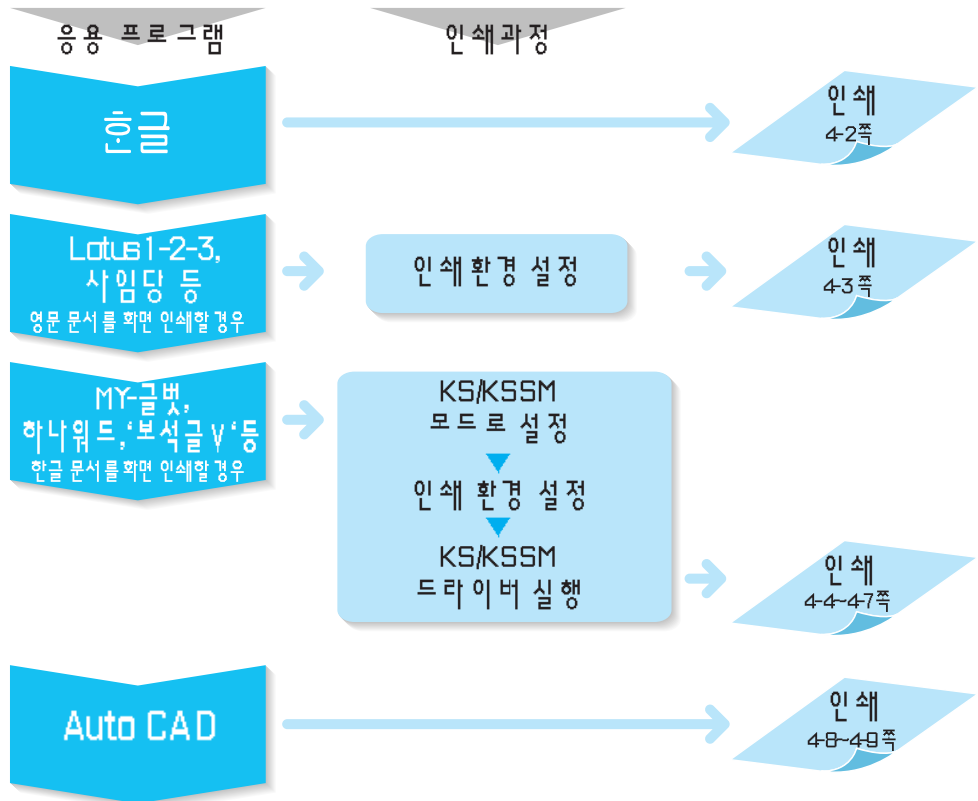 응용 프로그램
인쇄과정
한글
인쇄
4-2쪽
Lotus 1-2-3,
사임당 등
영문 문서를 화면 인쇄할 경우
인쇄환경 설정
인쇄
4-3쪽
MY-글벗,
하나워드, ‘보석글 V ‘등
한글 문서를 화면 인쇄할 경우
KS/KSSM
모드로 설정
인쇄 환경 설정
KS/KSSM
드라이버 실행
인쇄
4-4~4-7쪽
Auto CAD
인쇄
4-8~4-9쪽